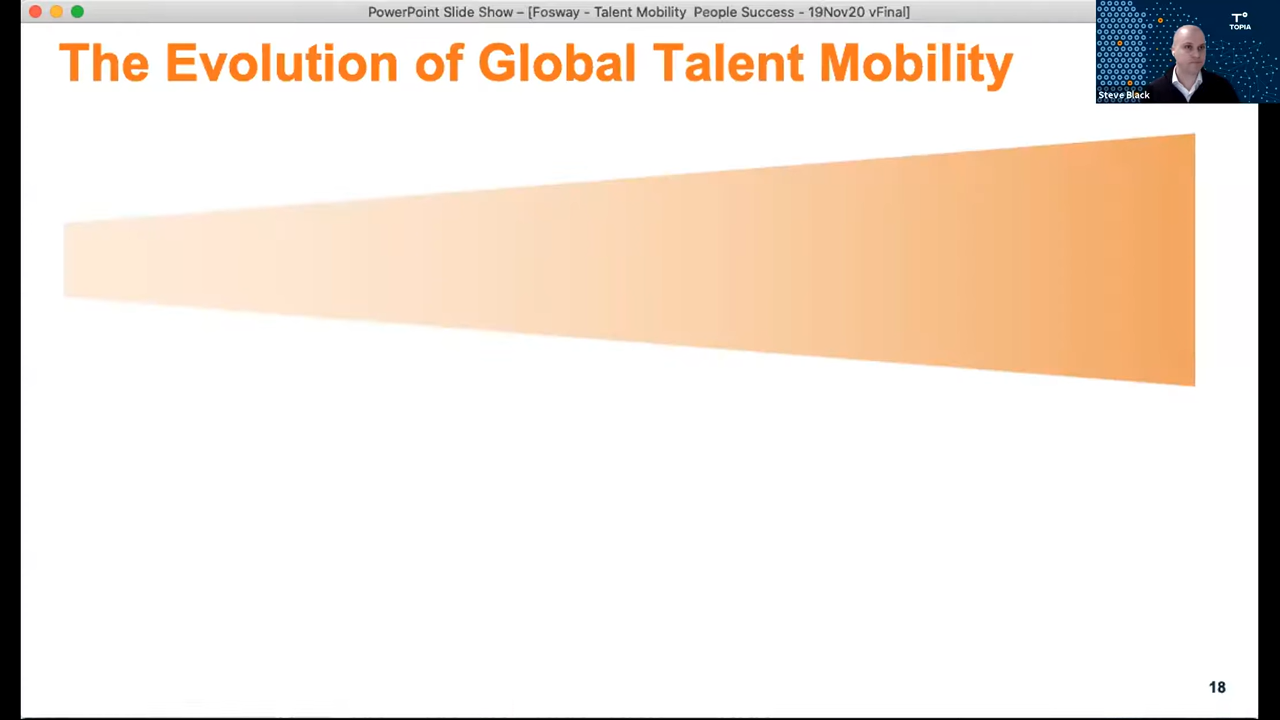 PowerPoint Slide Show – [Fosway - Talent Mobility  People Success - 19Nov20 vFinal]
The Evolution of Global Talent Mobility
TOPIA
Steve Black
18